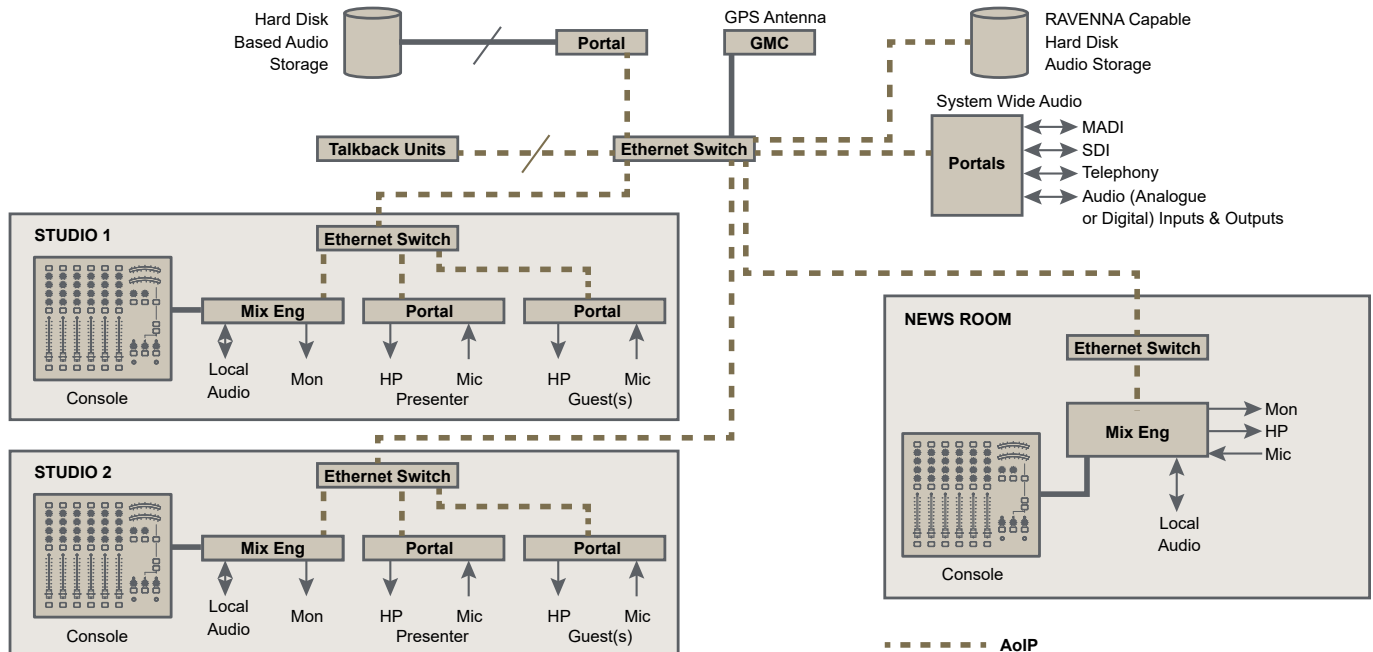 Hard Disk
Based Audio
Storage
Portal
GPS Antenna
GMC
RAVENNA Capable
Hard Disk
Audio Storage
System Wide Audio
Portals
MADI
SDI
Telephony
Audio (Analogue
or Digital) Inputs & Outputs
Talkback Units
Ethernet Switch
STUDIO 1
Ethernet Switch
Mix Eng
Portal
Portal
Console
Local
Audio
Mon
HP
Mic
Presenter
HP
Mic
Guest(s)
NEWS ROOM
Ethernet Switch
Mix Eng
Mon
HP
Mic
Local
Audio
Console
STUDIO 2
Ethernet Switch
Mix Eng
Portal
Portal
Console
Local
Audio
Mon
HP
Mic
Presenter
HP
Mic
Guest(s)
AoIP